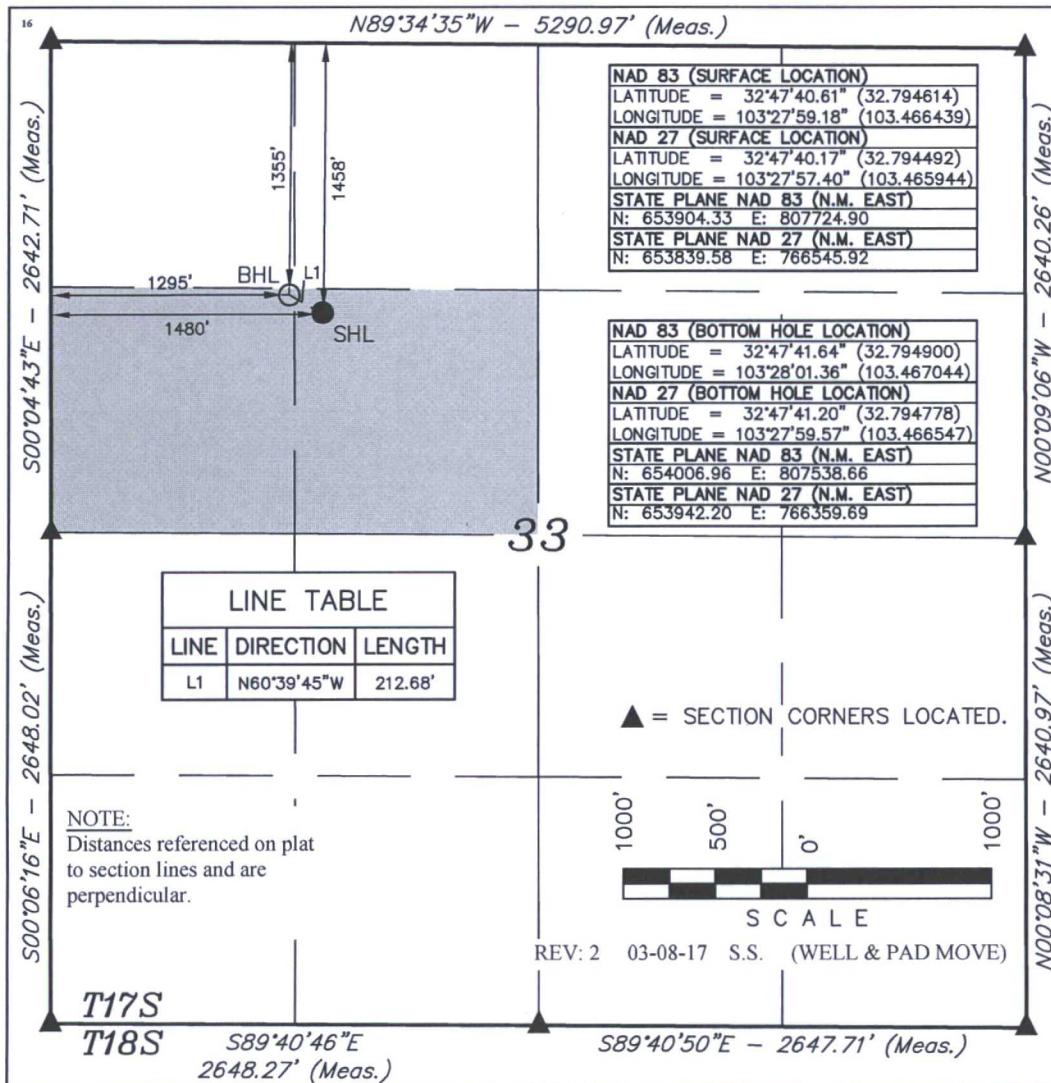 16
N89°34'35"W - 5290.97' (Meas.)
S00°04'43"E - 2642.71' (Meas.)
1355'
1458'
NAD 83 (SURFACE LOCATION)
LATITUDE = 32°47'40.61" (32.794614)
LONGITUDE = 103°27'59.18" (103.466439)
NAD 27 (SURFACE LOCATION)
LATITUDE = 32°47'40.17" (32.794492)
LONGITUDE = 103°27'57.40" (103.465944)
STATE PLANE NAD 83 (N.M. EAST)
N: 653904.33 E: 807724.90
STATE PLANE NAD 27 (N.M. EAST)
N: 653839.58 E: 766545.92
N00°09'06"W - 2640.26' (Meas.)
1295'
BHL
L1
1480'
SHL
NAD 83 (BOTTOM HOLE LOCATION)
LATITUDE = 32°47'41.64" (32.794900)
LONGITUDE = 103°28'01.36" (103.467044)
NAD 27 (BOTTOM HOLE LOCATION)
LATITUDE = 32°47'41.20" (32.794778)
LONGITUDE = 103°27'59.57" (103.466547)
STATE PLANE NAD 83 (N.M. EAST)
N: 654006.96 E: 807538.66
STATE PLANE NAD 27 (N.M. EAST)
N: 653942.20 E: 766359.69
33
LINE TABLE
LINE DIRECTION LENGTH
L1 N60°39'45"W 212.68'
S00°06'16"E - 2648.02' (Meas.)
▲ = SECTION CORNERS LOCATED.
N00°08'31"W - 2640.97' (Meas.)
NOTE:
Distances referenced on plat
to section lines and are
perpendicular.
1000' 500' 0' 1000'
SCALE
REV: 2 03-08-17 S.S. (WELL & PAD MOVE)
T17S
T18S
S89°40'46"E
2648.27' (Meas.)
S89°40'50"E - 2647.71' (Meas.)